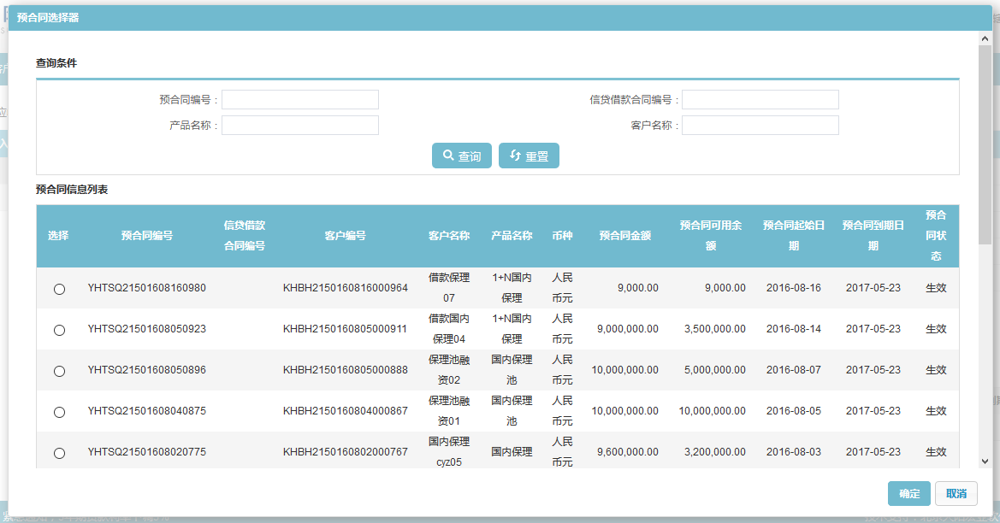 预合同选择器
查询条件
预合同编号：
信贷借款合同编号：
产品名称：
客户名称：
查询
重置
预合同信息列表
选择
预合同编号
信贷借款
合同编号
客户编号
客户名称
产品名称
币种
预合同金额
预合同可用余
额
预合同起始日
期
预合同到期日
期
预合
同状
态
YHTSQ21501608160980
KHBH2150160816000964
借款保理
07
1+N国内
保理
人民
币元
9,000.00
9,000.00
2016-08-16
2017-05-23
生效
YHTSQ21501608050923
KHBH2150160805000911
借款国内
保理04
1+N国内
保理
人民
币元
9,000,000.00
3,500,000.00
2016-08-14
2017-05-23
生效
YHTSQ21501608050896
KHBH2150160805000888
保理池融
资02
国内保理
池
人民
币元
10,000,000.00
5,000,000.00
2016-08-07
2017-05-23
生效
YHTSQ21501608040875
KHBH2150160804000867
保理池融
资01
国内保理
池
人民
币元
10,000,000.00
10,000,000.00
2016-08-05
2017-05-23
生效
YHTSQ21501608020775
KHBH2150160802000767
国内保理
cyz05
国内保理
人民
币元
9,600,000.00
3,200,000.00
2016-08-03
2017-05-23
生效
确定
取消